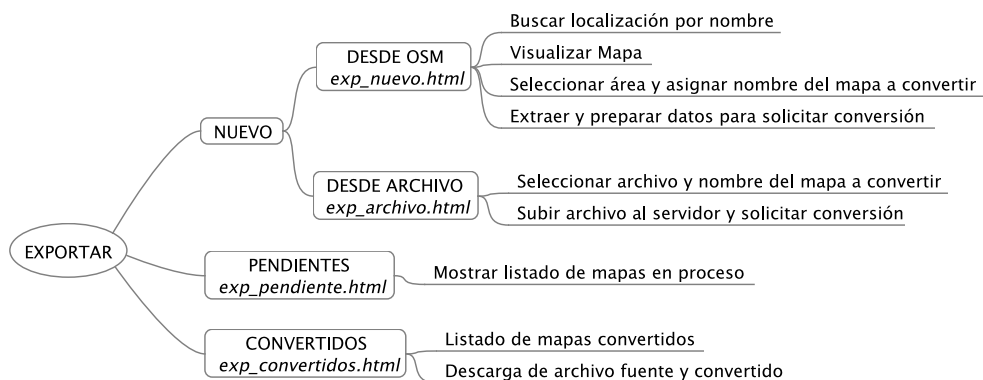 Buscar localización por nombre
DESDE OSM
exp_nuevo.html
Visualizar Mapa
Seleccionar área y asignar nombre del mapa a convertir
Extraer y preparar datos para solicitar conversión
NUEVO
DESDE ARCHIVO
exp_archivo.html
Seleccionar archivo y nombre del mapa a convertir
Subir archivo al servidor y solicitar conversión
EXPORTAR
PENDIENTES
exp_pendiente.html
Mostrar listado de mapas en proceso
CONVERTIDOS
exp_convertidos.html
Listado de mapas convertidos
Descarga de archivo fuente y convertido